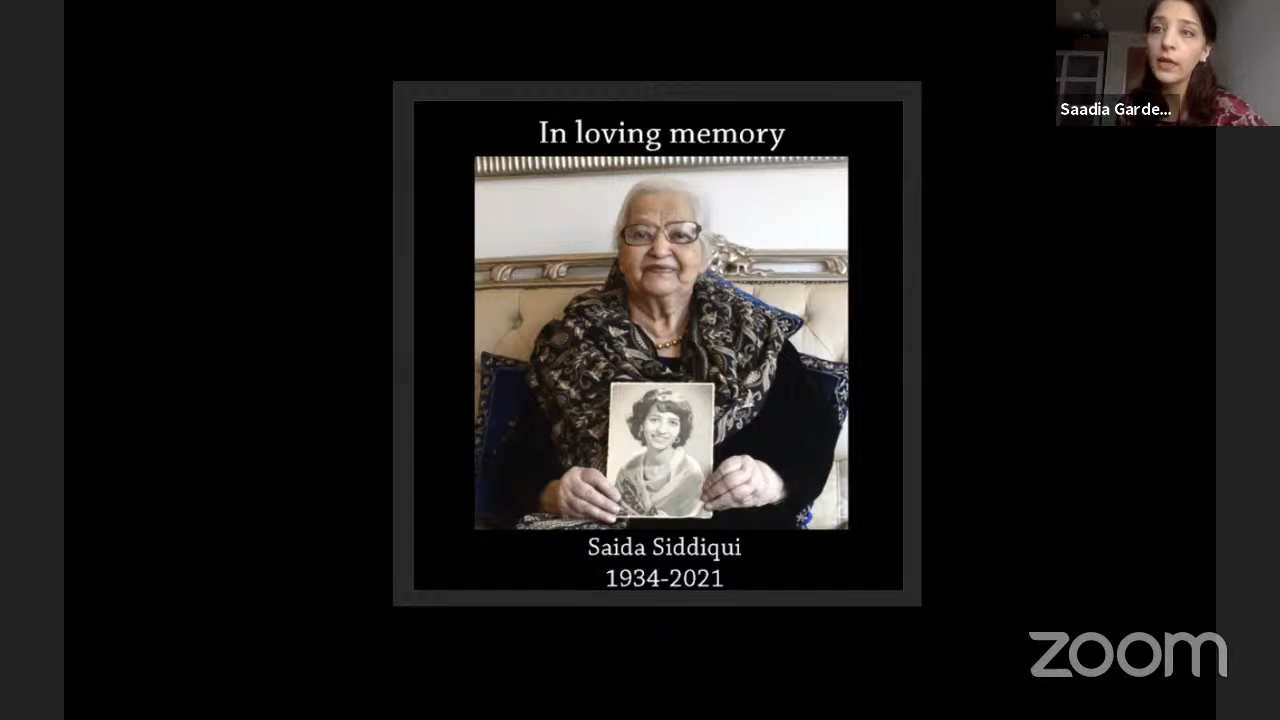 In loving memory
Saida Siddiqui
1934-2021
Saadia Garde...
zoom